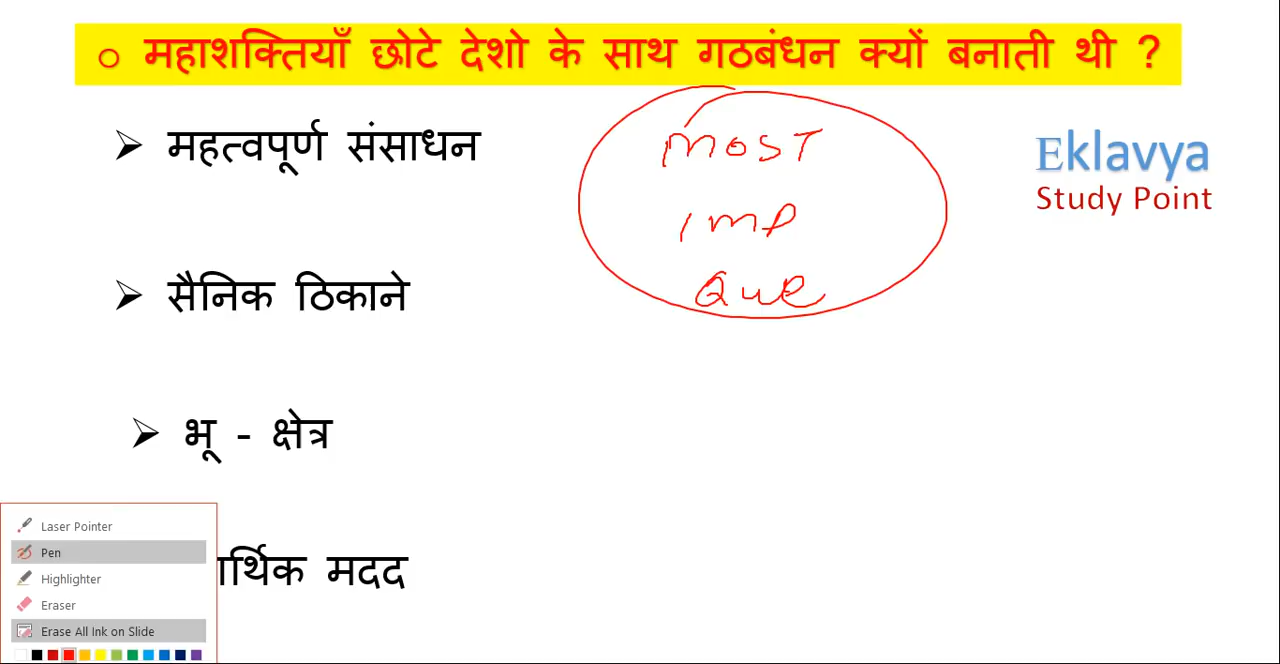 महाशक्तियाँ छोटे देशो के साथ गठबंधन क्यों बनाती थी ?
महत्वपूर्ण संसाधन
MOST
IMP
Que
Eklavya
Study Point
सैनिक ठिकाने
भू - क्षेत्र
र्थिक मदद
Laser Pointer
Pen
Highlighter
Eraser
Erase All Ink on Slide